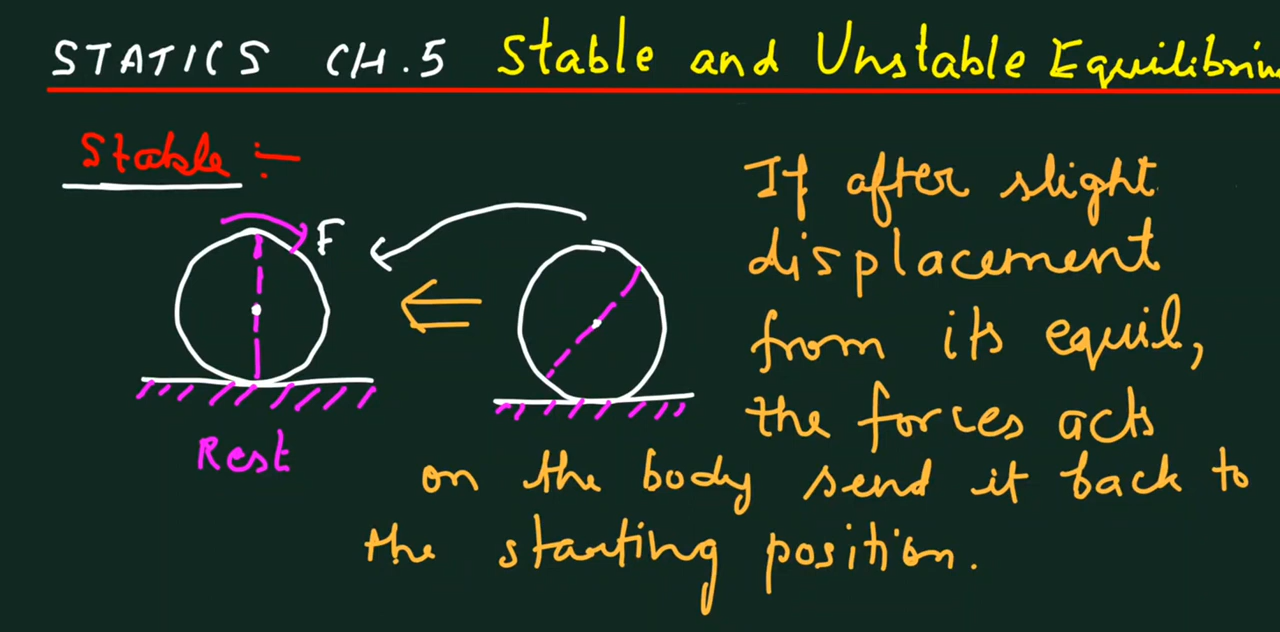 STATICS CH.5 Stable and Unstable Equilibrium
Stable :-
F
Rest
If after slight
displacement
from its equil,
the forces acts
on the body send it back to
the starting position.